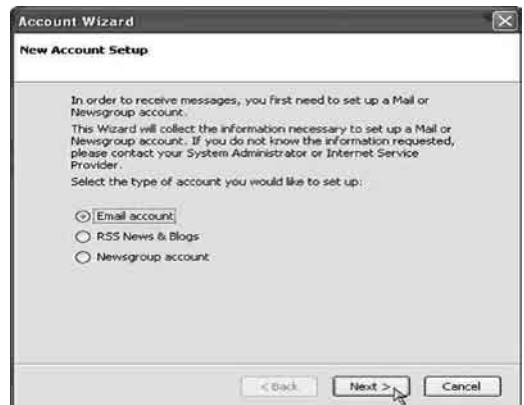 Account Wizard
New Account Setup
In order to receive messages, you first need to set up a Mail or
Newsgroup account.
This Wizard will collect the information necessary to set up a Mail or
Newsgroup account. If you do not know the information requested,
please contact your System Administrator or Internet Service
Provider.
Select the type of account you would like to set up:
Email account
RSS News & Blogs
Newsgroup account
< Back Next > Cancel